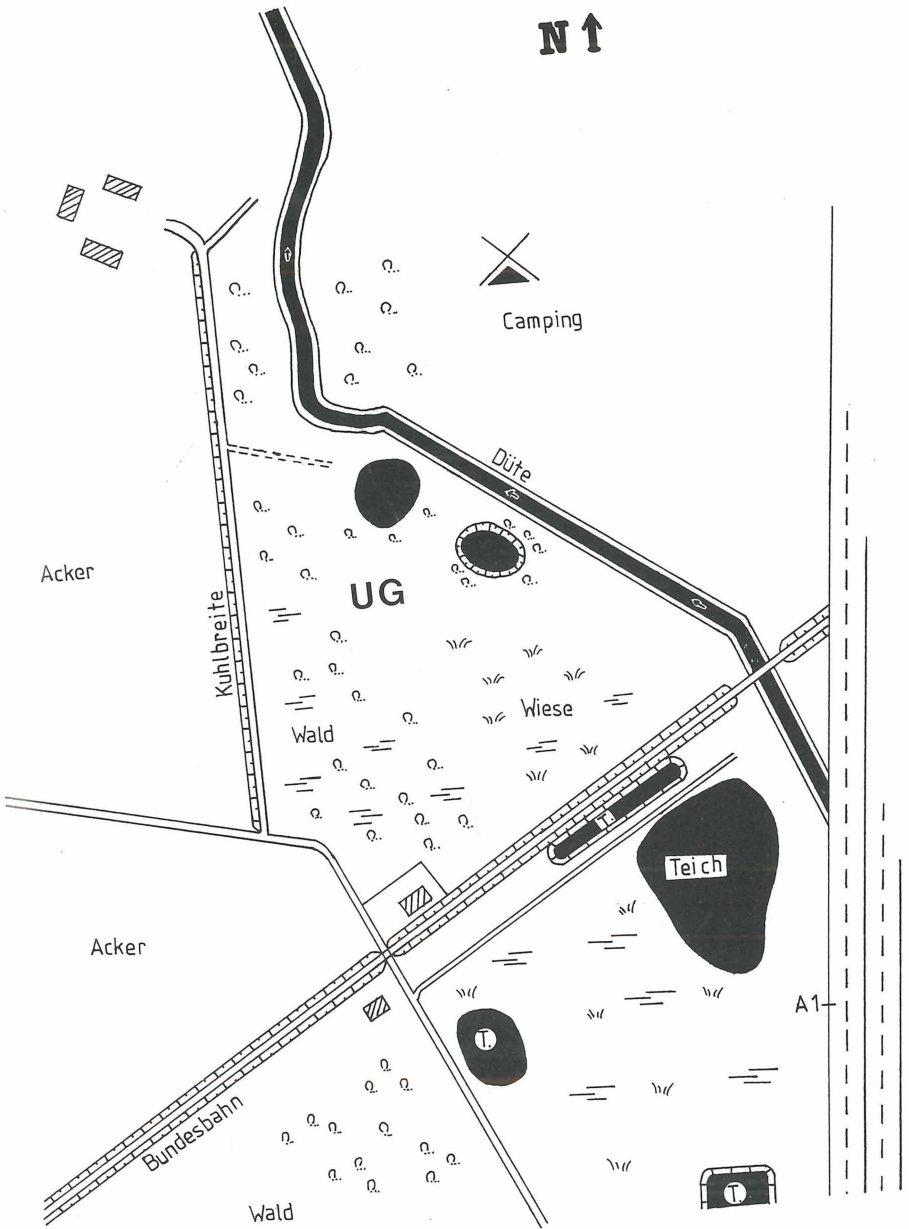 N
Camping
Düte
Acker
UG
Kuhlbreite
Wiese
Wald
T.
Teich
Acker
A1
T.
Bundesbahn
T.
Wald